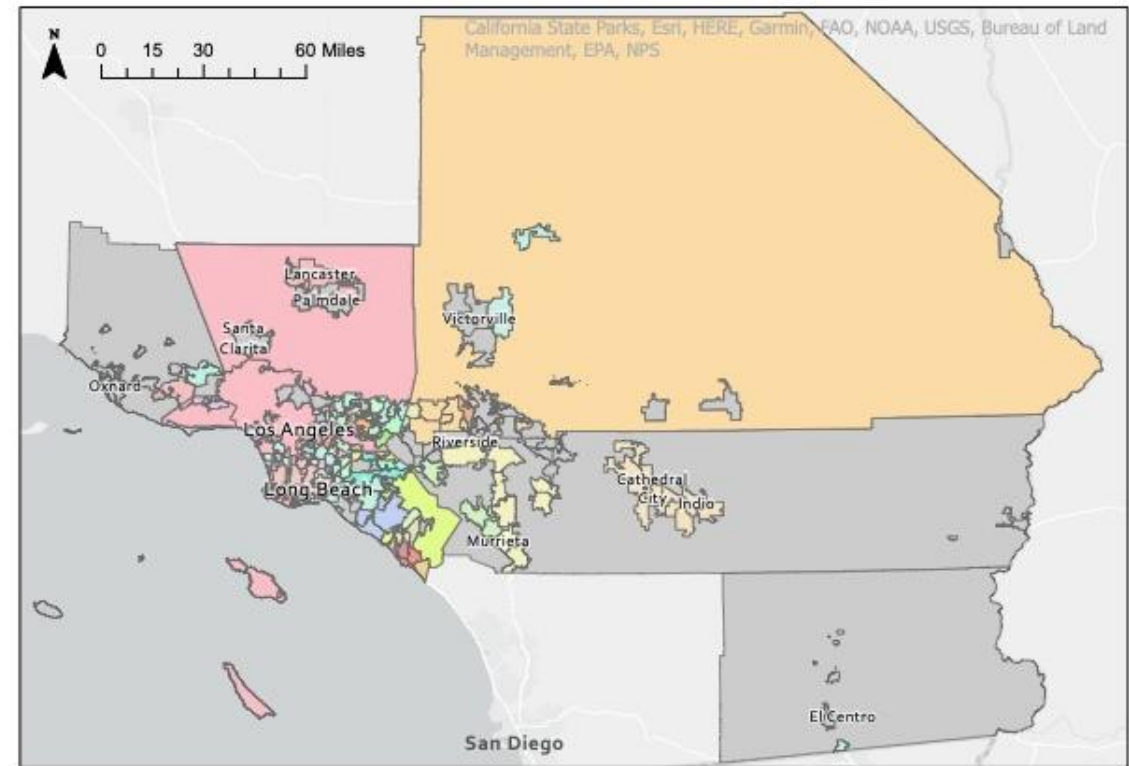 California State Parks, Esri, HERE, Garmin, FAO, NOAA, USGS, Bureau of Land
Management, EPA, NPS
N
0 15 30 60 Miles
Lancaster
Palmdale
Santa
Clarita
Victorville
Oxnard
Los Angeles
Riverside
Long Beach
Cathedral
City
Indio
Murrieta
El Centro
San Diego